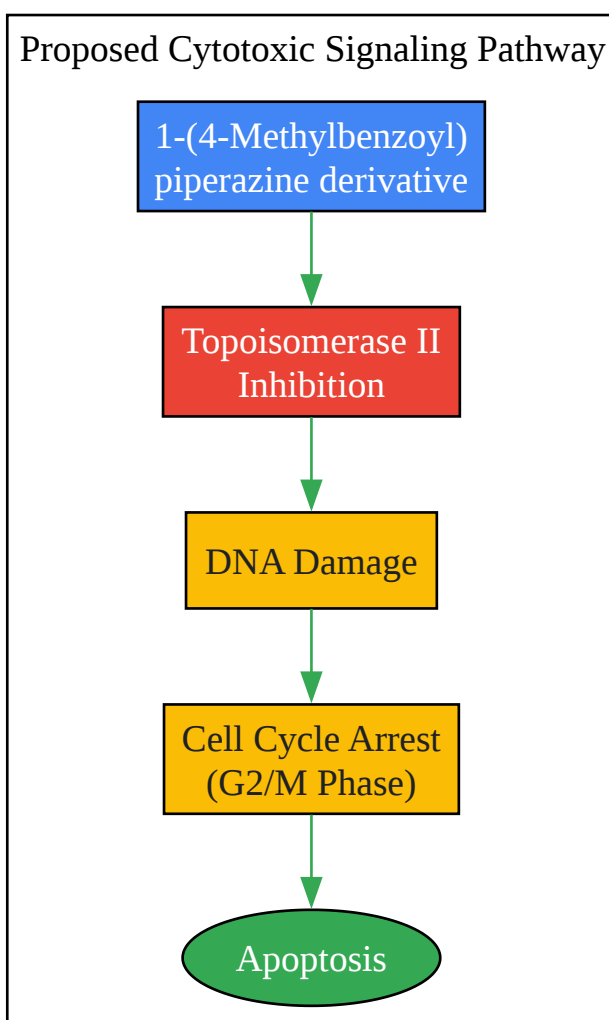 Proposed Cytotoxic Signaling Pathway
1-(4-Methylbenzoyl)
piperazine derivative
Topoisomerase II
Inhibition
DNA Damage
Cell Cycle Arrest
(G2/M Phase)
Apoptosis